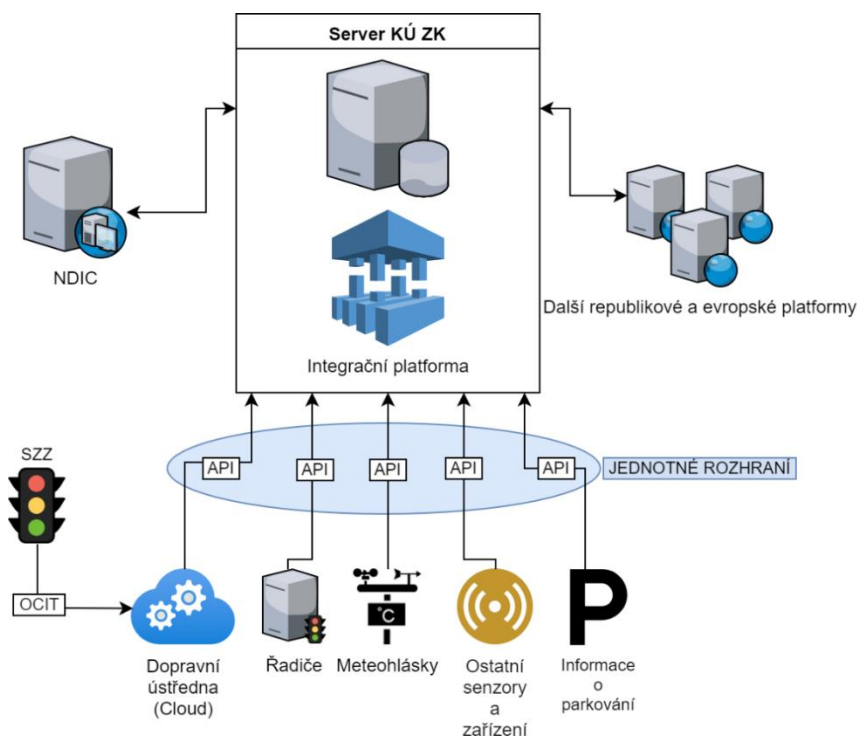 Server KÚ ZK
NDIC
Integrační platforma
Další republikové a evropské platformy
SZZ
API
API
API
API
API
JEDNOTNÉ ROZHRANÍ
OCIT
°C
Dopravní
ústředna
(Cloud)
Řadiče
Meteohlásky
Ostatní
senzory
a
zařízení
P
Informace
o
parkování